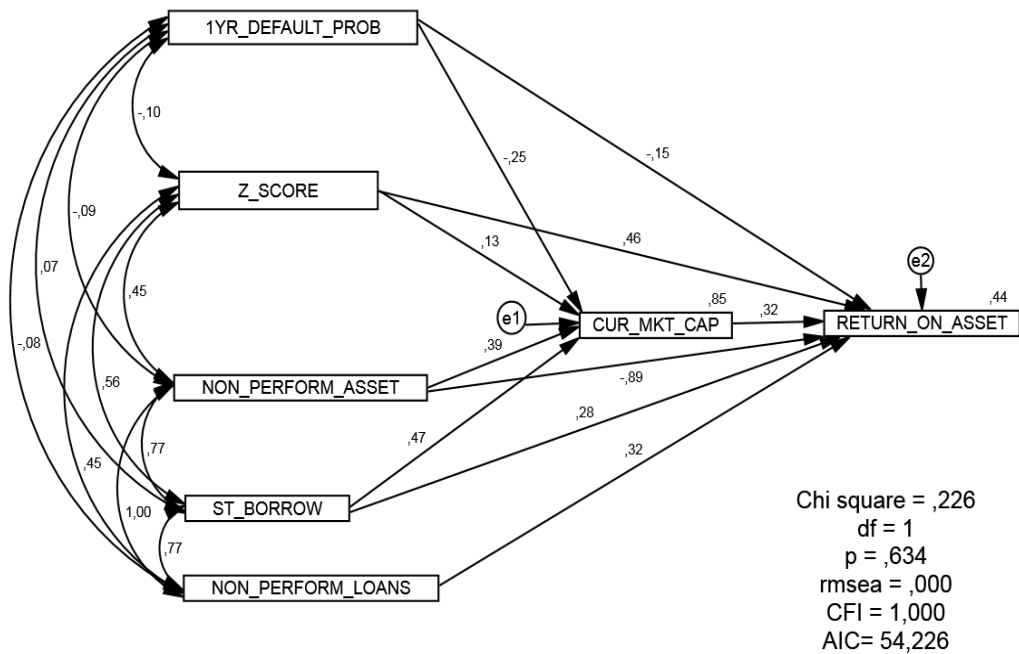 1YR_DEFAULT_PROB
-,10
-,25
-,15
Z_SCORE
-,09
,13
,46
,07
,45
e2
e1
,85
,32
,44
CUR_MKT_CAP
RETURN_ON_ASSET
-,08
,39
,56
NON_PERFORM_ASSET
-,89
,28
,47
,77
,32
,45
1,00
ST_BORROW
,77
NON_PERFORM_LOANS
Chi square = ,226
df = 1
p = ,634
rmsea = ,000
CFI = 1,000
AIC= 54,226